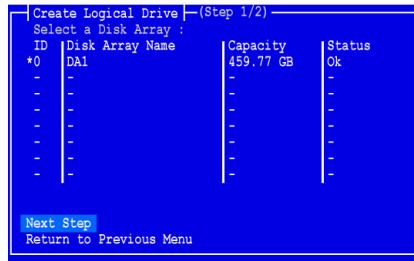 Create Logical Drive (Step 1/2)
Select a Disk Array :
ID Disk Array Name Capacity Status
*0 DA1 459.77 GB Ok
- - - -
- - - -
- - - -
- - - -
- - - -
- - - -
- - - -
Next Step
Return to Previous Menu